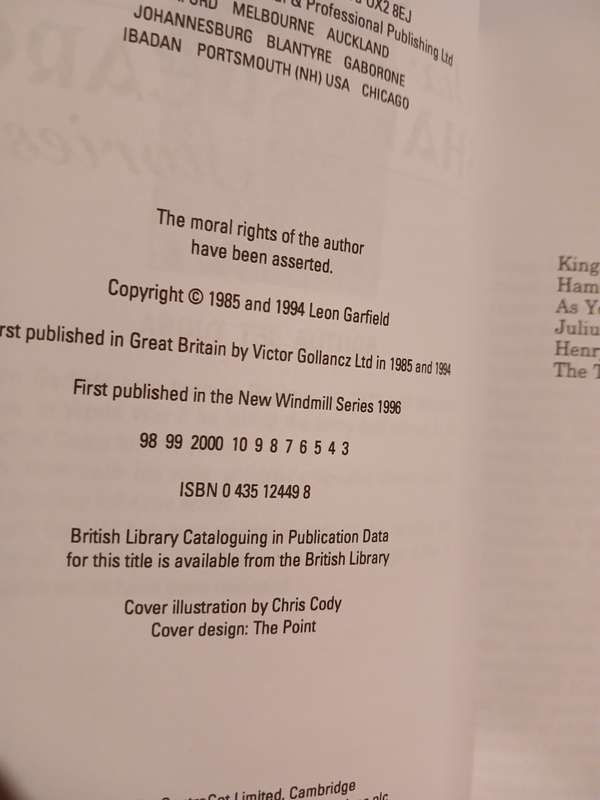 UX2 8EJ
& Professional Publishing Ltd
MELBOURNE AUCKLAND
JOHANNESBURG BLANTYRE GABORONE
IBADAN PORTSMOUTH (NH) USA CHICAGO
The moral rights of the author
have been asserted.
Copyright © 1985 and 1994 Leon Garfield
rst published in Great Britain by Victor Gollancz Ltd in 1985 and 1994
First published in the New Windmill Series 1996
98 99 2000 10 9 8 7 6 5 4 3
ISBN 0 435 12449 8
British Library Cataloguing in Publication Data
for this title is available from the British Library
Cover illustration by Chris Cody
Cover design: The Point
Limited, Cambridge
King
Ham
As Y
Juliu
Henr
The T